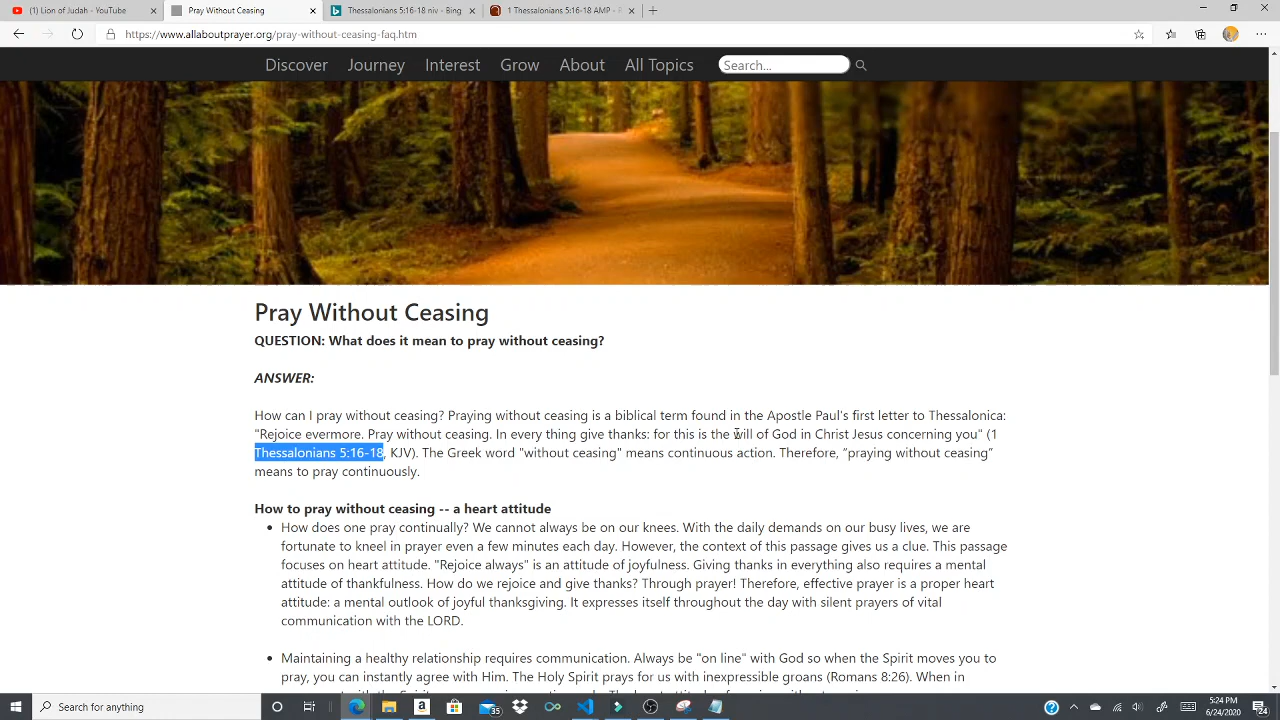 (1) Lion of Judah - YouTube
Pray Without Ceasing
Thessalonians 5:16-18 niv - Bing
1 Thessalonians 5:16-18 AMP -
https://www.allaboutprayer.org/pray-without-ceasing-faq.htm
Discover Journey Interest Grow About All Topics Search...
Pray Without Ceasing
QUESTION: What does it mean to pray without ceasing?
ANSWER:
How can I pray without ceasing? Praying without ceasing is a biblical term found in the Apostle Paul's first letter to Thessalonica:
"Rejoice evermore. Pray without ceasing. In every thing give thanks: for this is the will of God in Christ Jesus concerning you" (1
Thessalonians 5:16-18, KJV). The Greek word "without ceasing" means continuous action. Therefore, "praying without ceasing"
means to pray continuously.
How to pray without ceasing -- a heart attitude
• How does one pray continually? We cannot always be on our knees. With the daily demands on our busy lives, we are
fortunate to kneel in prayer even a few minutes each day. However, the context of this passage gives us a clue. This passage
focuses on heart attitude. "Rejoice always" is an attitude of joyfulness. Giving thanks in everything also requires a mental
attitude of thankfulness. How do we rejoice and give thanks? Through prayer! Therefore, effective prayer is a proper heart
attitude: a mental outlook of joyful thanksgiving. It expresses itself throughout the day with silent prayers of vital
communication with the LORD.
• Maintaining a healthy relationship requires communication. Always be "on line" with God so when the Spirit moves you to
pray, you can instantly agree with Him. The Holy Spirit prays for us with inexpressible groans (Romans 8:26). When in
Search for anything
35
5:24 PM
6/24/2020
24